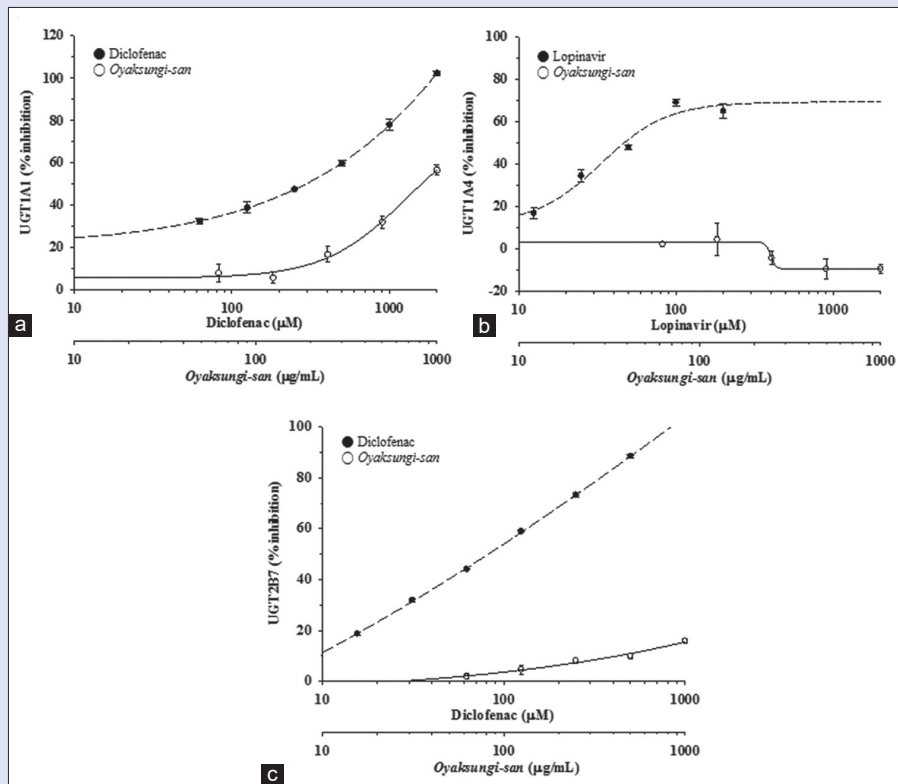 UGT1A1 (% inhibition)
120
100
80
60
40
20
0
Diclofenac
Oyaksungi-san
10
100
1000
Diclofenac (µM)
a
10
100
1000
Oyaksungi-san (µg/mL)
UGT1A4 (% inhibition)
100
80
60
40
20
0
-20
Lopinavir
Oyaksungi-san
10
100
1000
Lopinavir (µM)
b
10
100
1000
Oyaksungi-san (µg/mL)
UGT2B7 (% inhibition)
100
80
60
40
20
0
Diclofenac
Oyaksungi-san
10
100
1000
Diclofenac (µM)
10
100
1000
Oyaksungi-san (µg/mL)
c